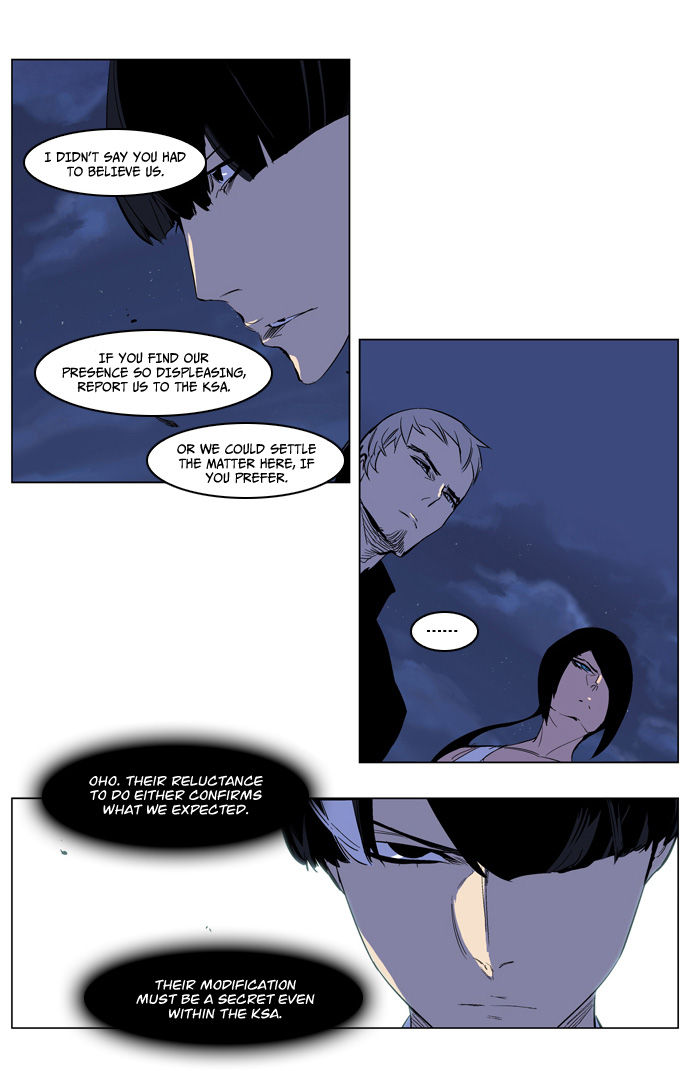 I DIDN'T SAY YOU HAD
TO BELIEVE US.
IF YOU FIND OUR
PRESENCE SO DISPLEASING,
REPORT US TO THE KSA.
OR WE COULD SETTLE
THE MATTER HERE, IF
YOU PREFER.
------
OHO. THEIR RELUCTANCE
TO DO EITHER CONFIRMS
WHAT WE EXPECTED.
THEIR MODIFICATION
MUST BE A SECRET EVEN
WITHIN THE KSA.